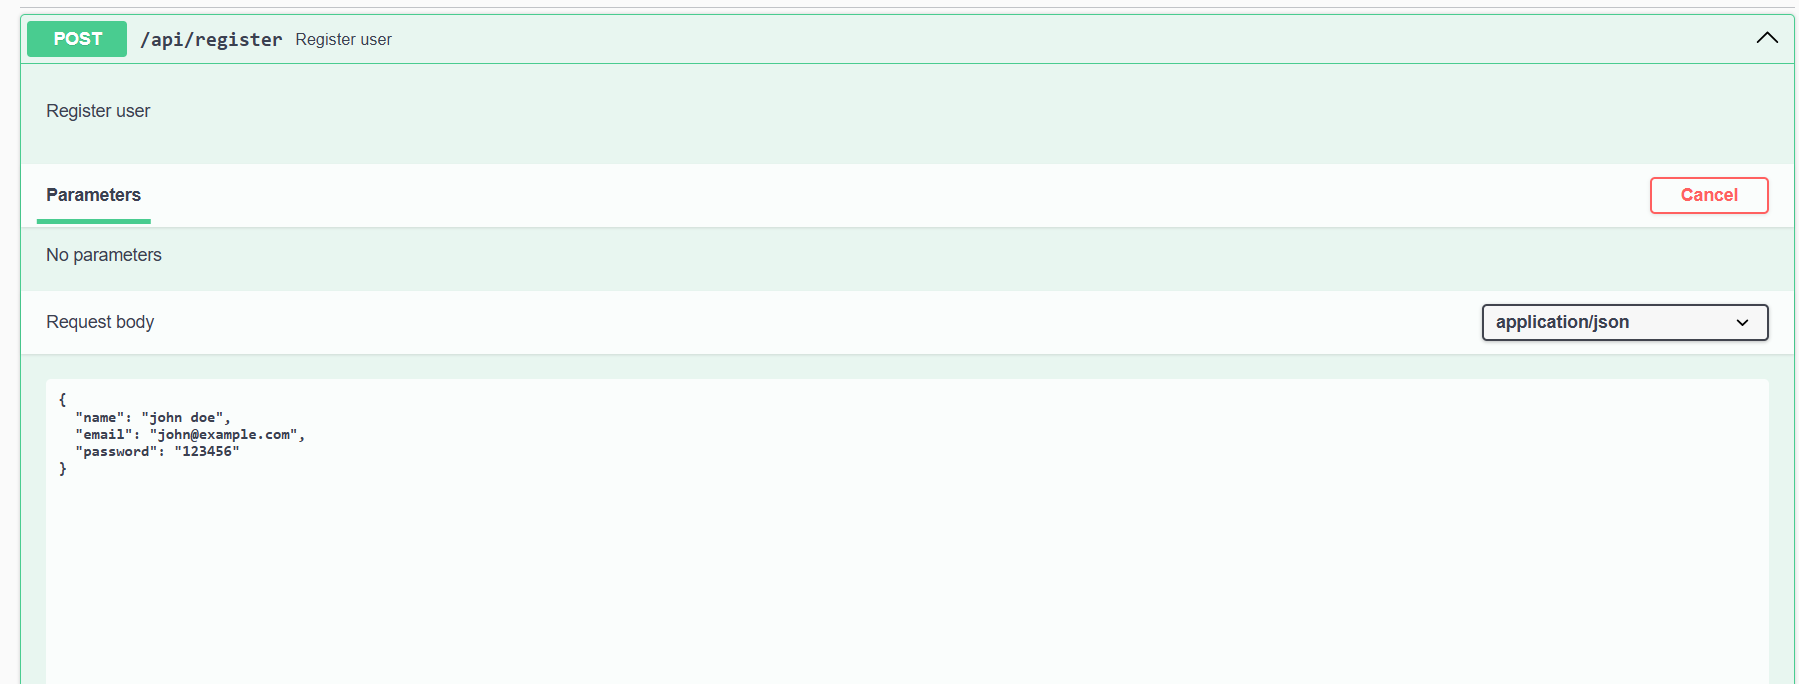 POST /api/register Register user
Register user
Parameters Cancel
No parameters
Request body application/json
{
  "name": "john doe",
  "email": "john@example.com",
  "password": "123456"
}